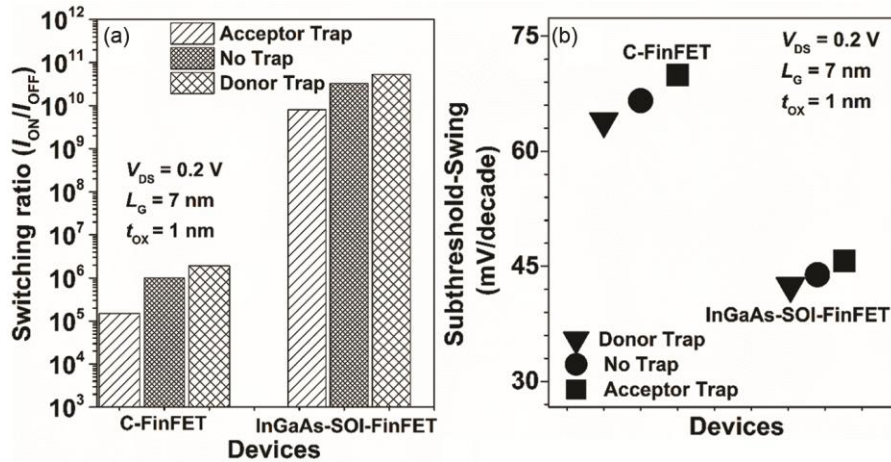 (a)
Acceptor Trap
No Trap
Donor Trap
V_DS = 0.2 V
L_G = 7 nm
t_OX = 1 nm
Switching ratio (I_ON/I_OFF)
10^12
10^11
10^10
10^9
10^8
10^7
10^6
10^5
10^4
10^3
C-FinFET
InGaAs-SOI-FinFET
Devices
(b)
C-FinFET
V_DS = 0.2 V
L_G = 7 nm
t_OX = 1 nm
Subthreshold-Swing
(mV/decade)
75
60
45
30
InGaAs-SOI-FinFET
Donor Trap
No Trap
Acceptor Trap
Devices